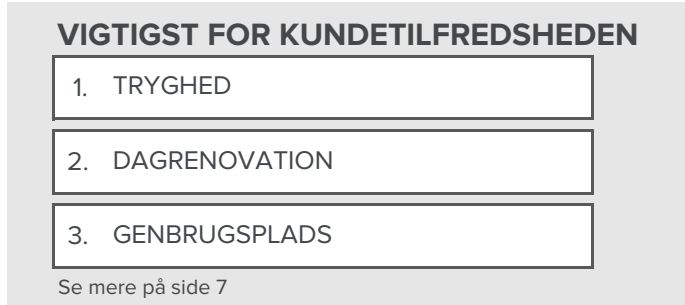 VIGTIGST FOR KUNDETILFREDSHEDEN
1. TRYGHED
2. DAGRENOVATION
3. GENBRUGSPLADS
Se mere på side 7